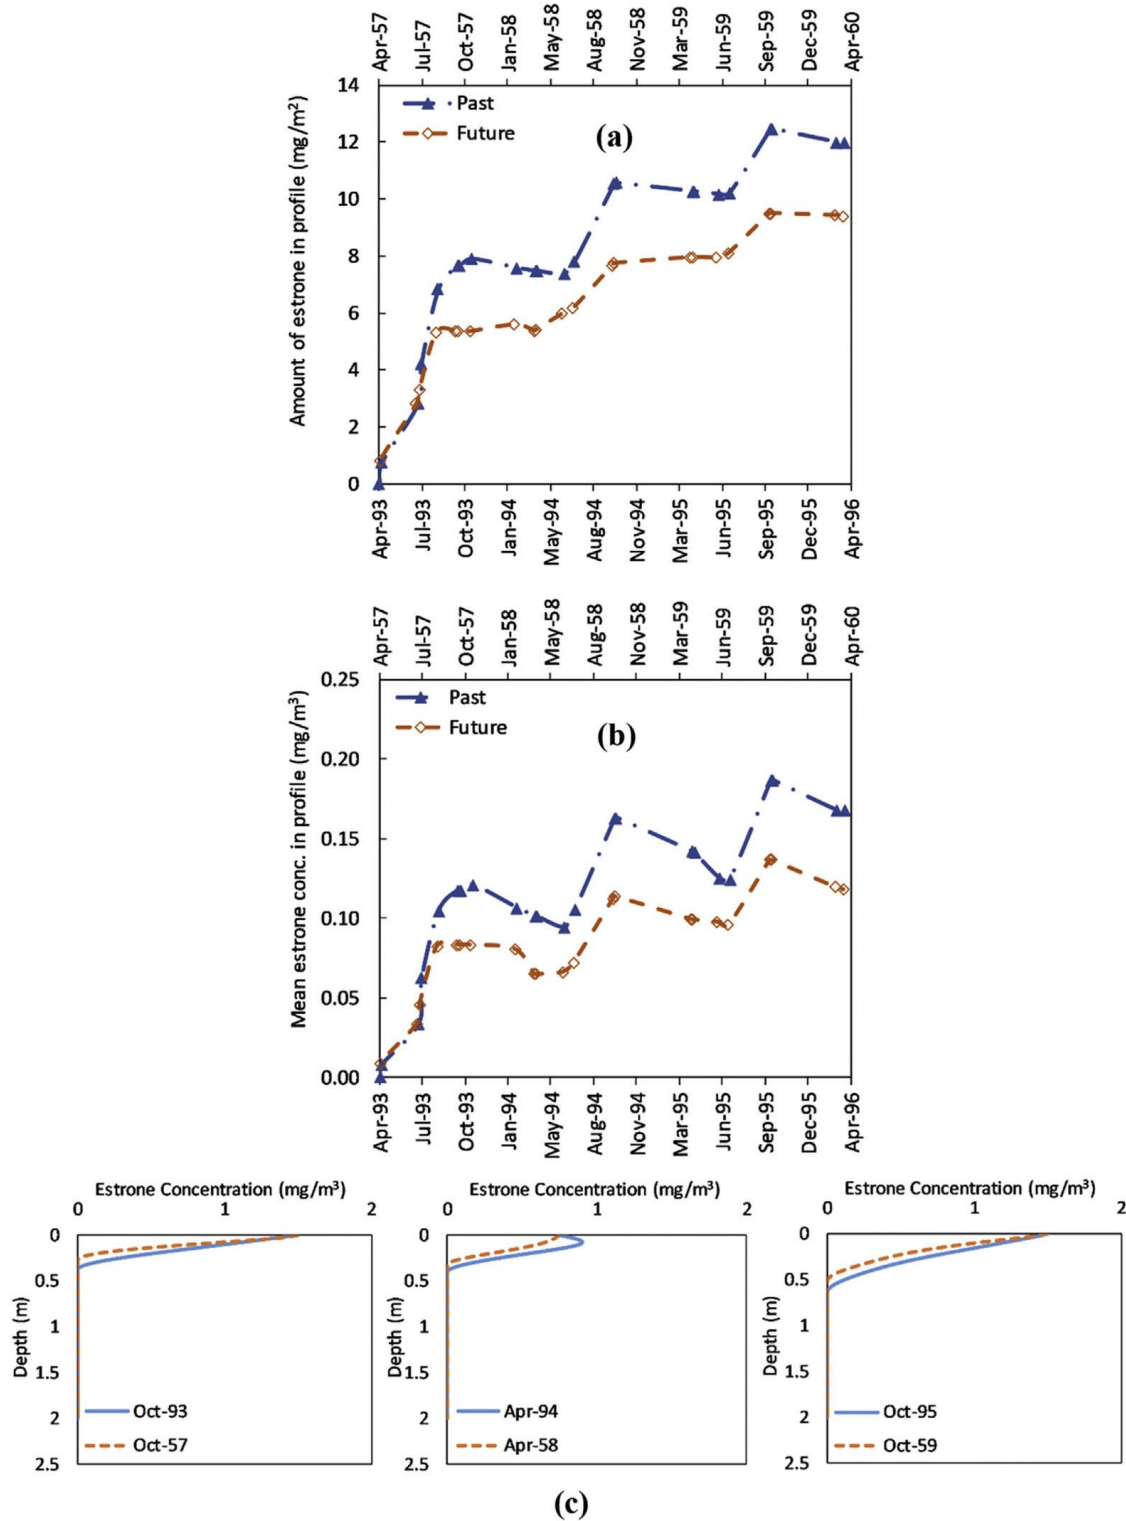 Apr-57 Jul-57 Oct-57 Jan-58 May-58 Aug-58 Nov-58 Mar-59 Jun-59 Sep-59 Dec-59 Apr-60
Amount of estrone in profile (mg/m²)
14
12
10
8
6
4
2
0
Past
Future
(a)
Apr-93 Jul-93 Oct-93 Jan-94 May-94 Aug-94 Nov-94 Mar-95 Jun-95 Sep-95 Dec-95 Apr-96
Apr-57 Jul-57 Oct-57 Jan-58 May-58 Aug-58 Nov-58 Mar-59 Jun-59 Sep-59 Dec-59 Apr-60
Mean estrone conc. in profile (mg/m³)
0.25
0.20
0.15
0.10
0.05
0.00
Past
Future
(b)
Apr-93 Jul-93 Oct-93 Jan-94 May-94 Aug-94 Nov-94 Mar-95 Jun-95 Sep-95 Dec-95 Apr-96
Estrone Concentration (mg/m³)
0 1 2
Depth (m)
0
0.5
1
1.5
2
2.5
Oct-93
Oct-57
Estrone Concentration (mg/m³)
0 1 2
Depth (m)
0
0.5
1
1.5
2
2.5
Apr-94
Apr-58
Estrone Concentration (mg/m³)
0 1 2
Depth (m)
0
0.5
1
1.5
2
2.5
Oct-95
Oct-59
(c)